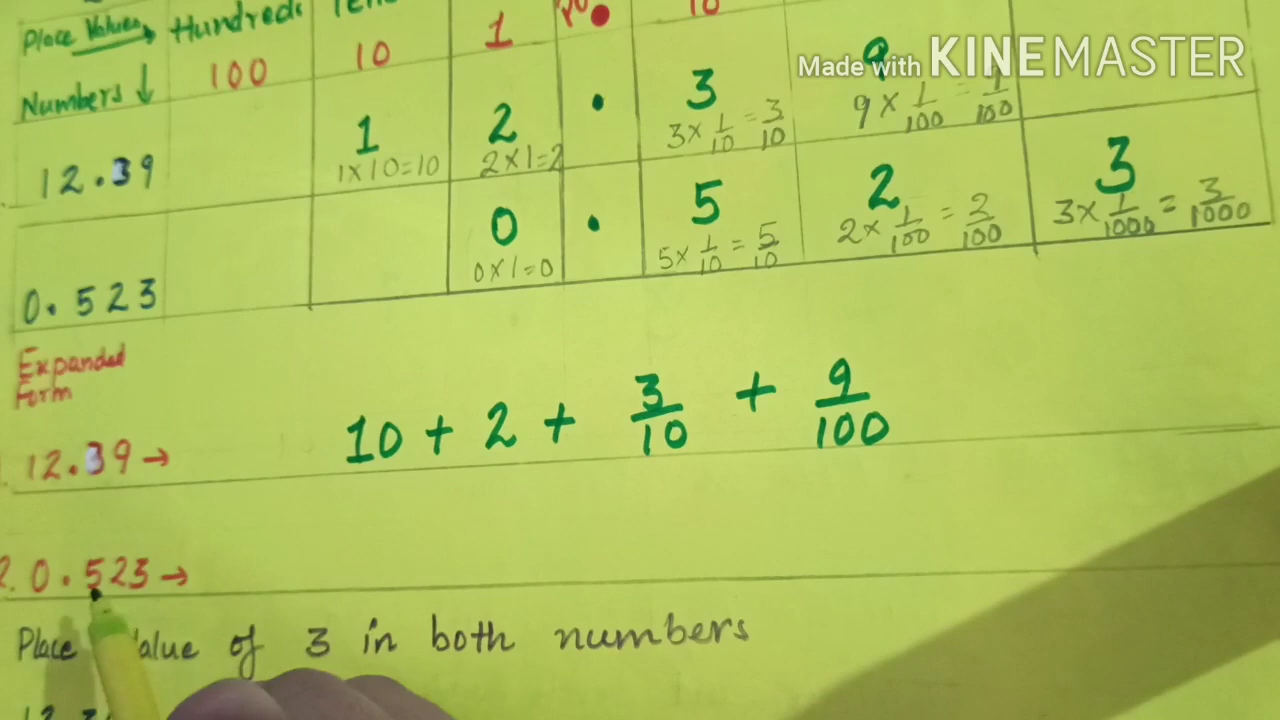 Place Values → Hundreds Tens
100 10 1 • 10
Made with KINEMASTER
Numbers ↓
12.39 1 2 . 3 9
1×10=10 2×1=2 3×1/10=3/10 9×1/100=1/100
0.523 0 . 5 2 3
0×1=0 5×1/10=5/10 2×1/100=2/100 3×1/1000=3/1000
Expanded
Form
12.39→ 10 + 2 + 3/10 + 9/100
2. 0.523→
Place Value of 3 in both numbers